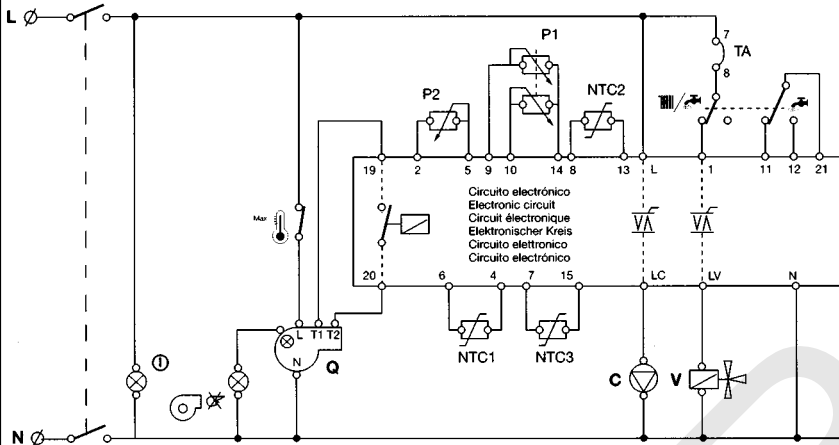 L
P1
7
TA
8
P2
NTC2
19 2 5 9 10 14 8 13 L 1 11 12 21
Circuito electrónico
Electronic circuit
Circuit électronique
Elektronischer Kreis
Circuito elettronico
Circuito electrónico
Max
20 6 4 7 15 LC LV N
L T1 T2
N
Q
NTC1
NTC3
C
V
N